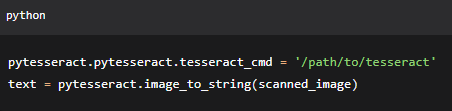 python
pytesseract.pytesseract.tesseract_cmd = '/path/to/tesseract'
text = pytesseract.image_to_string(scanned_image)